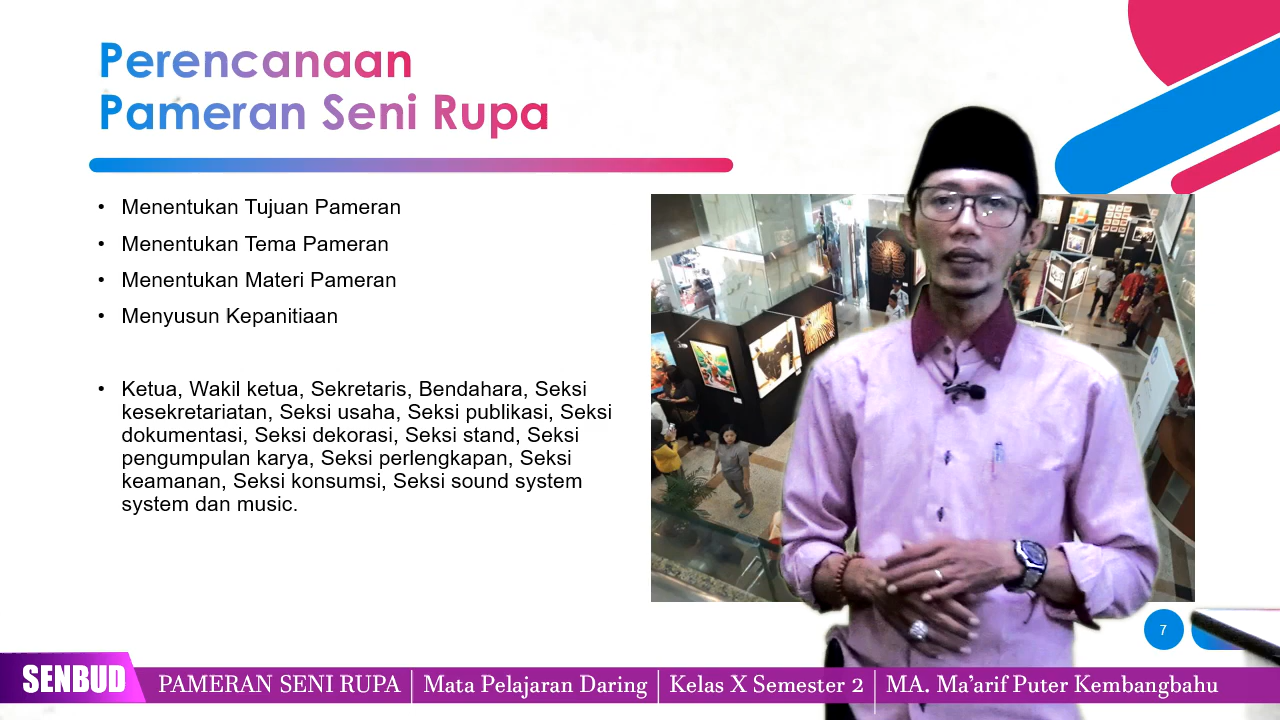 Perencanaan
Pameran Seni Rupa
• Menentukan Tujuan Pameran
• Menentukan Tema Pameran
• Menentukan Materi Pameran
• Menyusun Kepanitiaan
• Ketua, Wakil ketua, Sekretaris, Bendahara, Seksi
kesekretariatan, Seksi usaha, Seksi publikasi, Seksi
dokumentasi, Seksi dekorasi, Seksi stand, Seksi
pengumpulan karya, Seksi perlengkapan, Seksi
keamanan, Seksi konsumsi, Seksi sound system
system dan music.
7
SENBUD PAMERAN SENI RUPA | Mata Pelajaran Daring | Kelas X Semester 2 | MA. Ma'arif Puter Kembangbahu